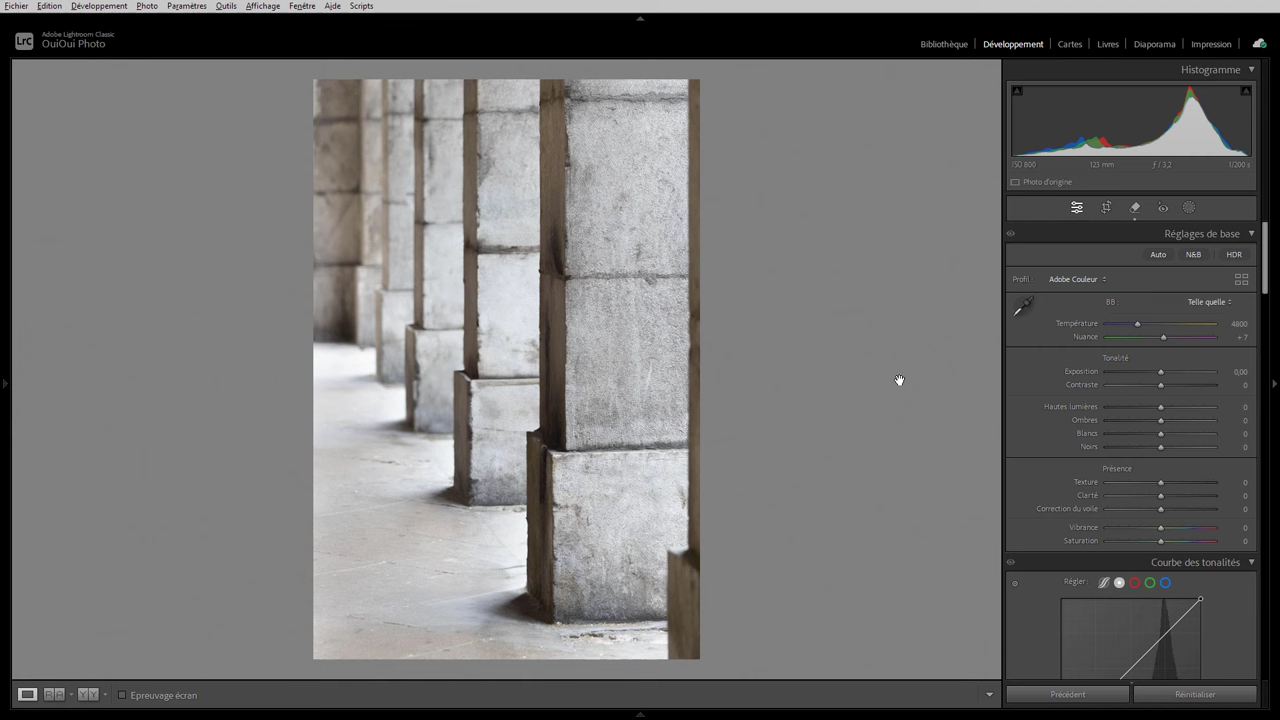 Fichier Edition Développement Photo Paramètres Outils Affichage Fenêtre Aide Scripts
Lrc Adobe Lightroom Classic
OuiOui Photo
Bibliothèque | Développement | Cartes | Livres | Diaporama | Impression |
Histogramme
ISO 800 123 mm ƒ / 3,2 1/200 s
Photo d'origine
Réglages de base
Auto N&B HDR
Profil : Adobe Couleur
BB : Telle quelle
Température 4800
Nuance + 7
Tonalité
Exposition 0,00
Contraste 0
Hautes lumières 0
Ombres 0
Blancs 0
Noirs 0
Présence
Texture 0
Clarté 0
Correction du voile 0
Vibrance 0
Saturation 0
Courbe des tonalités
Régler :
Précédent Réinitialiser
R A X Y Epreuvage écran